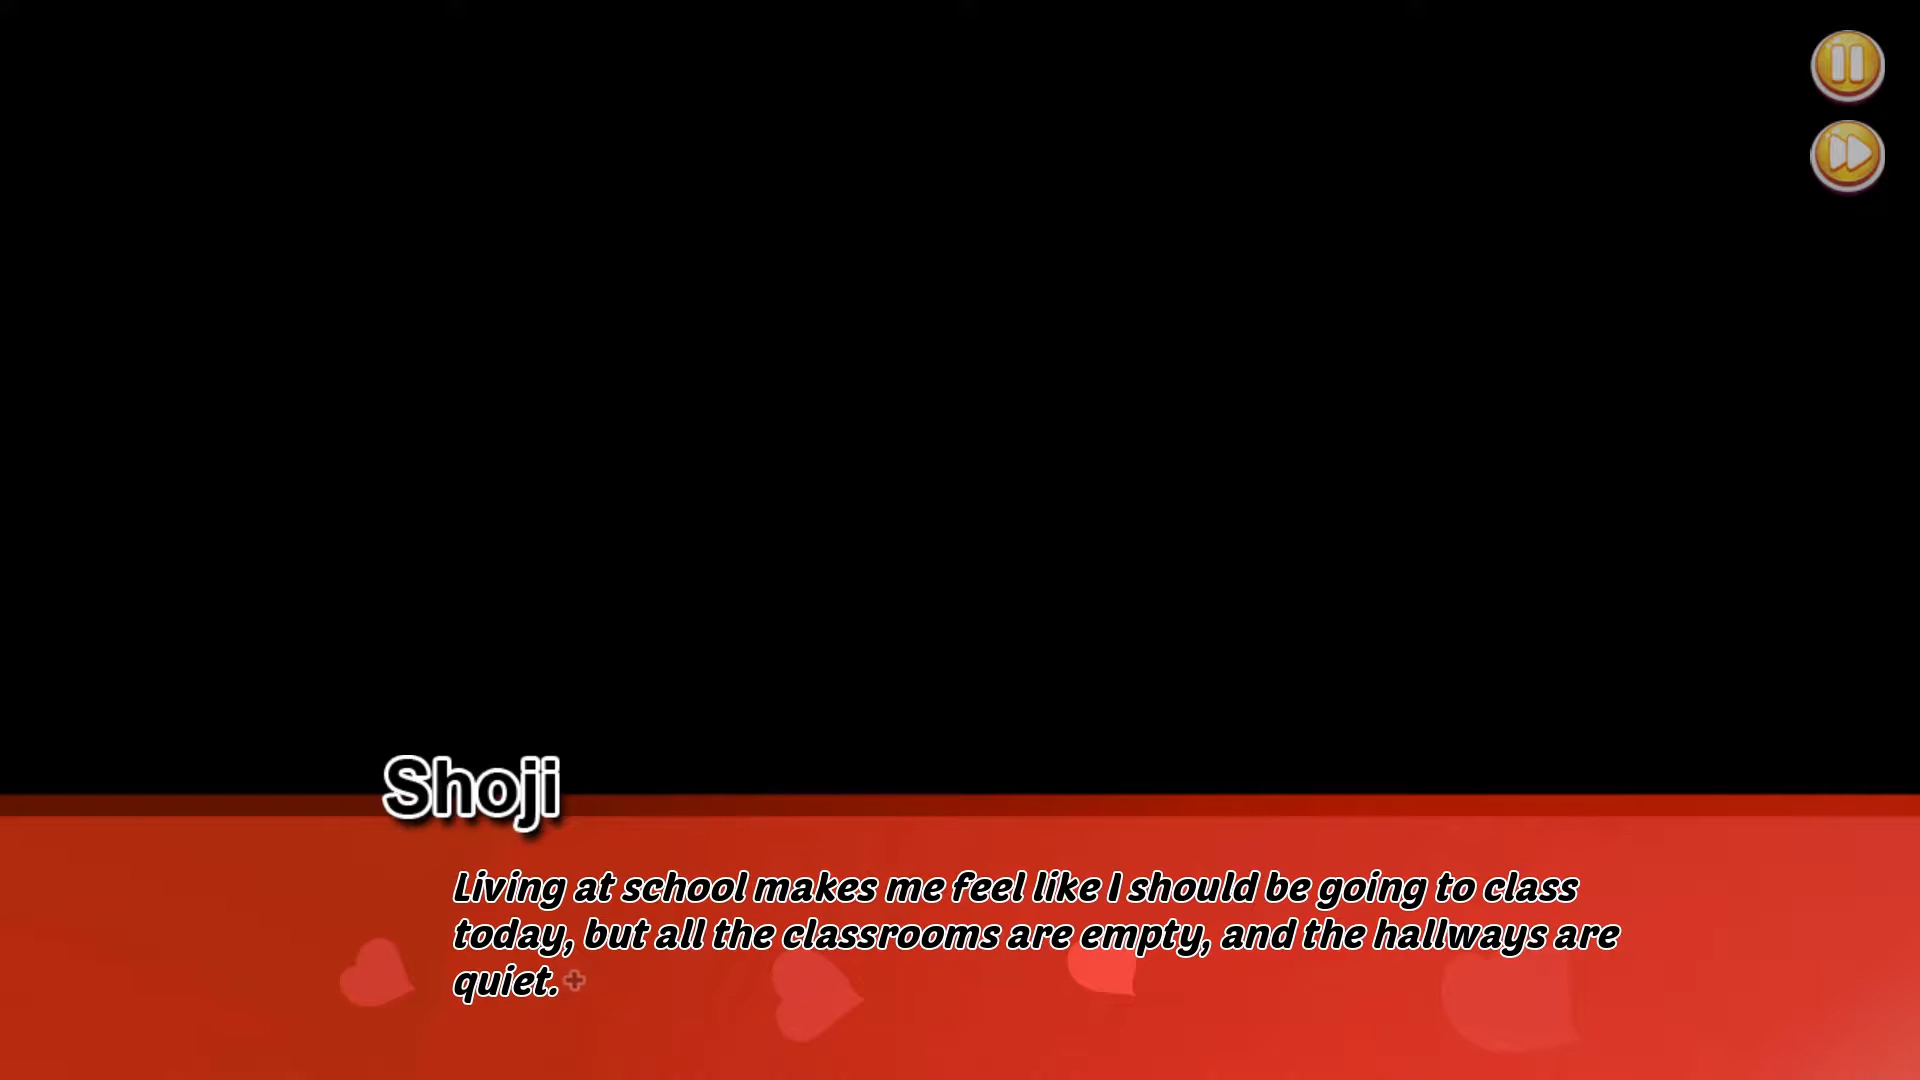 Shoji
Living at school makes me feel like I should be going to class
today, but all the classrooms are empty, and the hallways are
quiet.